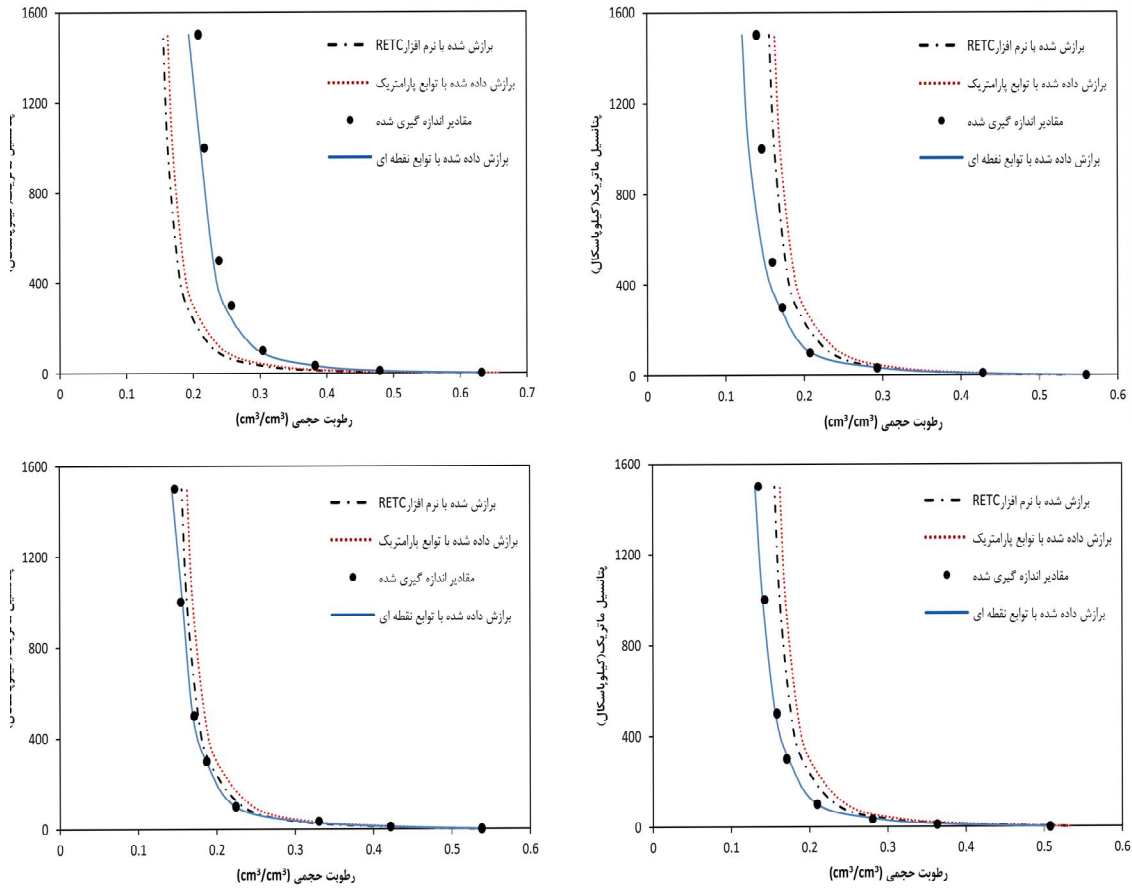 1600
1200
800
400
0
پتانسیل ماتریک(کیلوپاسکال)
برازش شده با نرم افزارRETC
برازش داده شده با توابع پارامتریک
مقادیر اندازه گیری شده
برازش داده شده با توابع نقطه ای
0 0.1 0.2 0.3 0.4 0.5 0.6 0.7
رطوبت حجمی (cm³/cm³)
1600
1200
800
400
0
پتانسیل ماتریک(کیلوپاسکال)
برازش شده با نرم افزارRETC
برازش داده شده با توابع پارامتریک
مقادیر اندازه گیری شده
برازش داده شده با توابع نقطه ای
0 0.1 0.2 0.3 0.4 0.5 0.6
رطوبت حجمی (cm³/cm³)
1600
1200
800
400
0
پتانسیل ماتریک(کیلوپاسکال)
برازش شده با نرم افزارRETC
برازش داده شده با توابع پارامتریک
مقادیر اندازه گیری شده
برازش داده شده با توابع نقطه ای
0 0.1 0.2 0.3 0.4 0.5 0.6
رطوبت حجمی (cm³/cm³)
1600
1200
800
400
0
پتانسیل ماتریک(کیلوپاسکال)
برازش شده با نرم افزارRETC
برازش داده شده با توابع پارامتریک
مقادیر اندازه گیری شده
برازش داده شده با توابع نقطه ای
0 0.1 0.2 0.3 0.4 0.5 0.6
رطوبت حجمی (cm³/cm³)